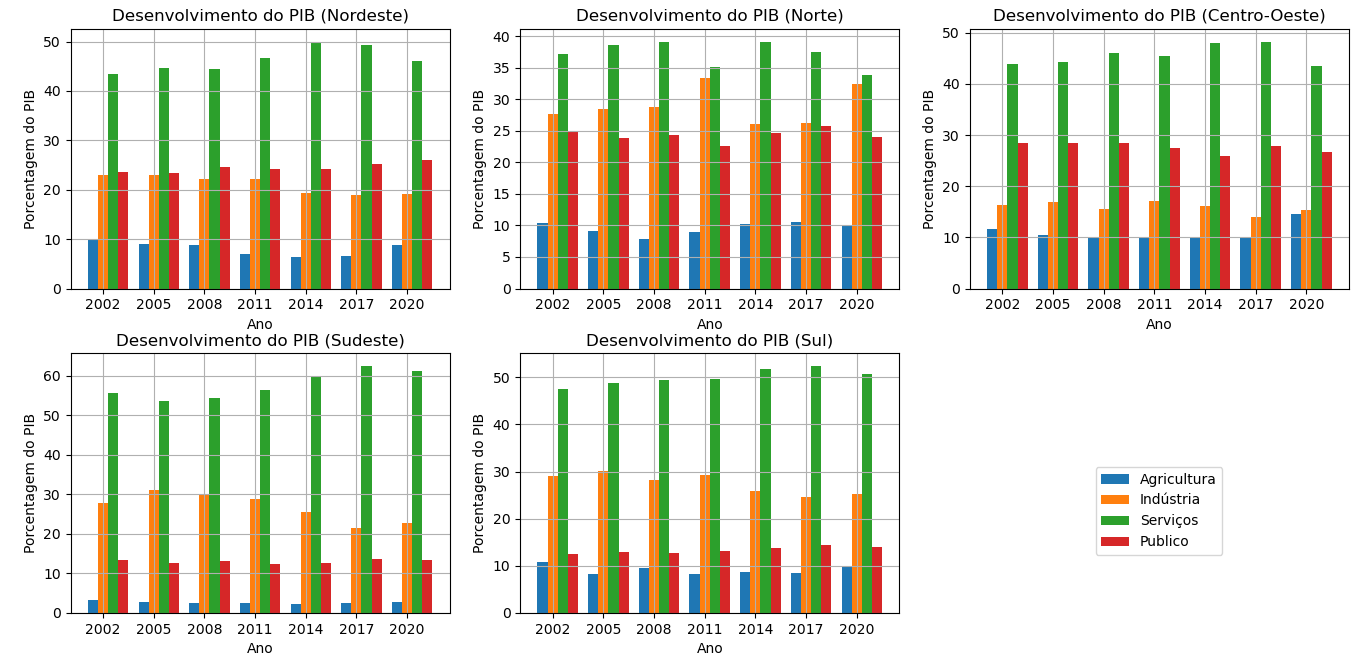 Desenvolvimento do PIB (Nordeste)
Porcentagem do PIB
50
40
30
20
10
0
2002 2005 2008 2011 2014 2017 2020
Ano
Desenvolvimento do PIB (Norte)
Porcentagem do PIB
40
35
30
25
20
15
10
5
0
2002 2005 2008 2011 2014 2017 2020
Ano
Desenvolvimento do PIB (Centro-Oeste)
Porcentagem do PIB
50
40
30
20
10
0
2002 2005 2008 2011 2014 2017 2020
Ano
Desenvolvimento do PIB (Sudeste)
Porcentagem do PIB
60
50
40
30
20
10
0
2002 2005 2008 2011 2014 2017 2020
Ano
Desenvolvimento do PIB (Sul)
Porcentagem do PIB
50
40
30
20
10
0
2002 2005 2008 2011 2014 2017 2020
Ano
Agricultura
Indústria
Serviços
Publico